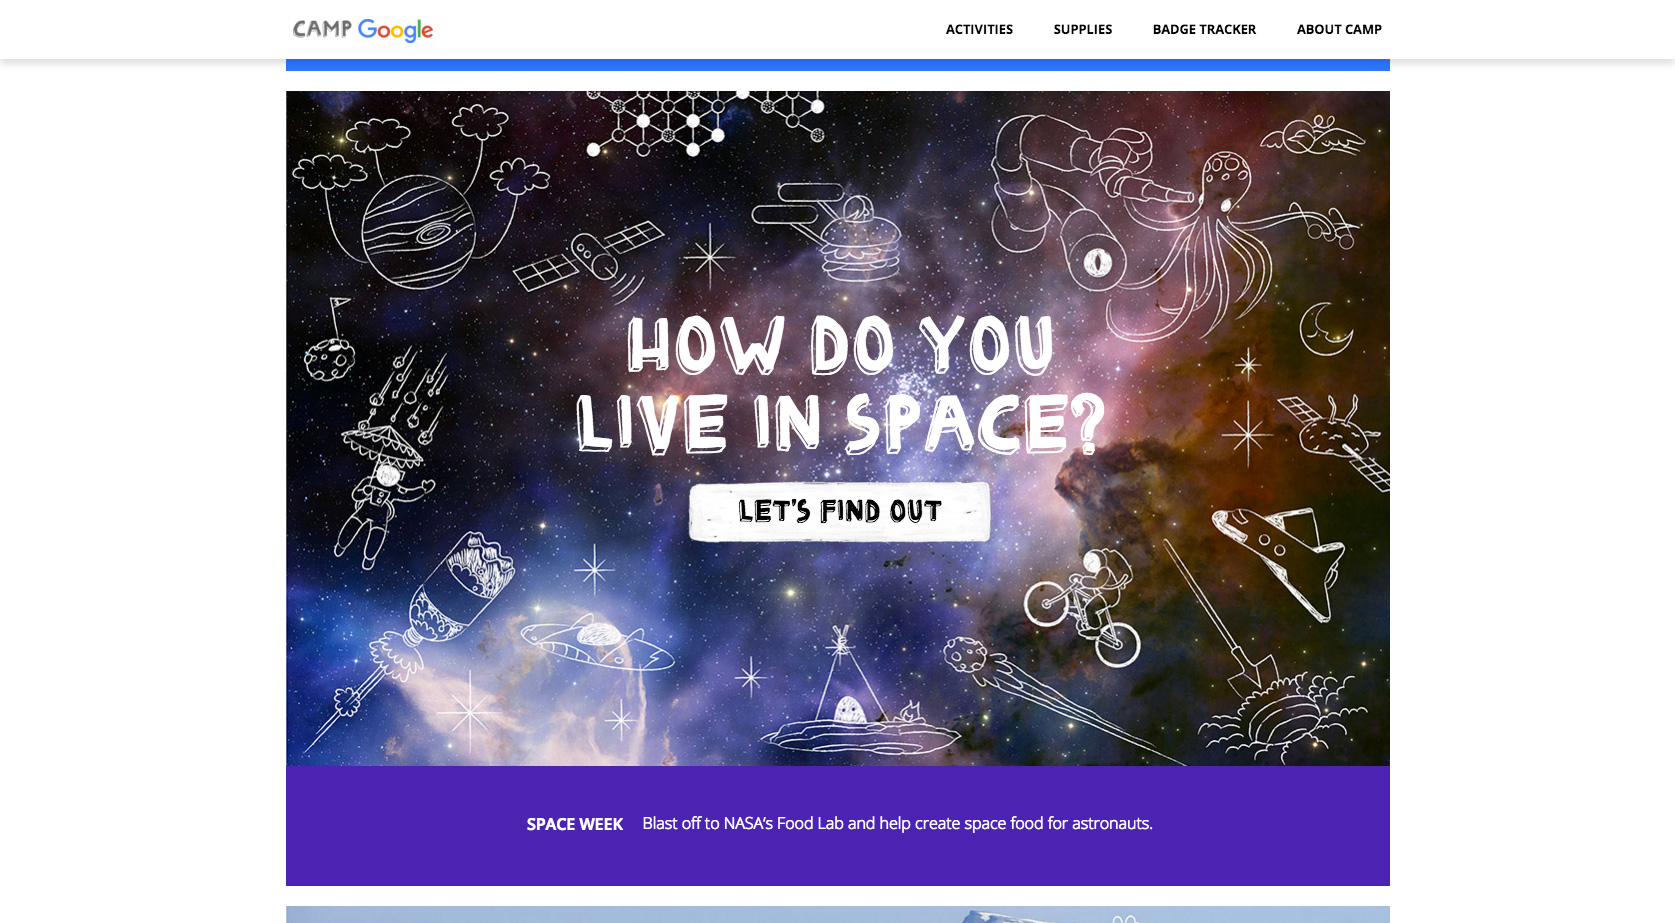 CAMP Google
ACTIVITIES SUPPLIES BADGE TRACKER ABOUT CAMP
HOW DO YOU
LIVE IN SPACE?
LET'S FIND OUT
SPACE WEEK Blast off to NASA's Food Lab and help create space food for astronauts.